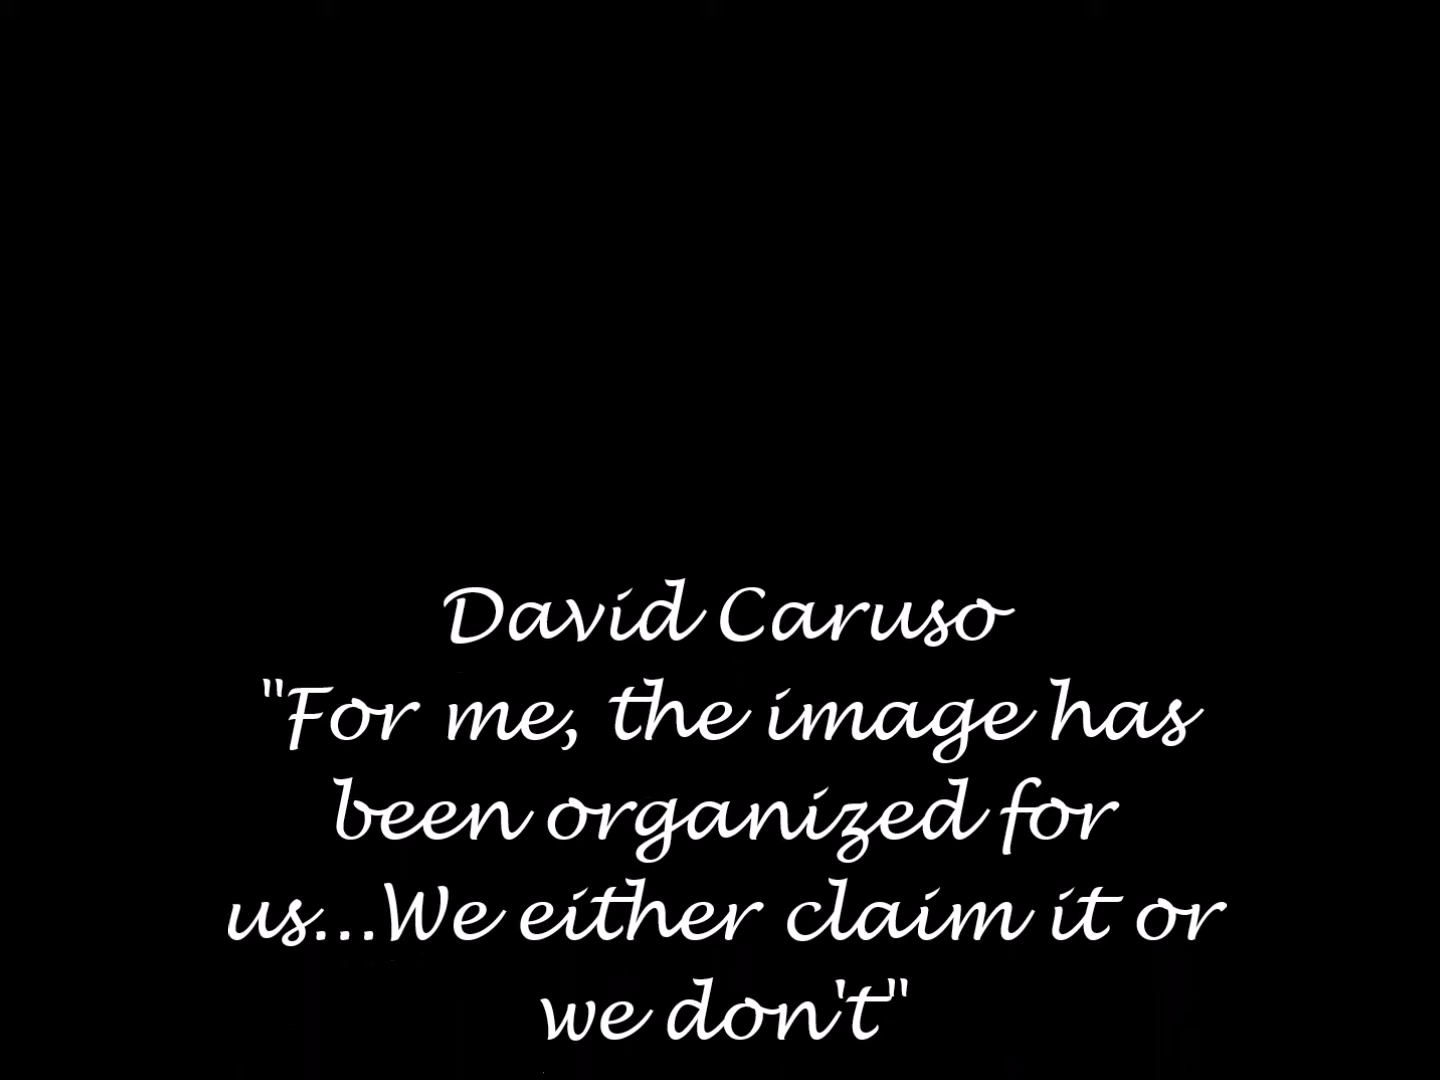 David Caruso
"For me, the image has
been organized for
us...We either claim it or
we don't"